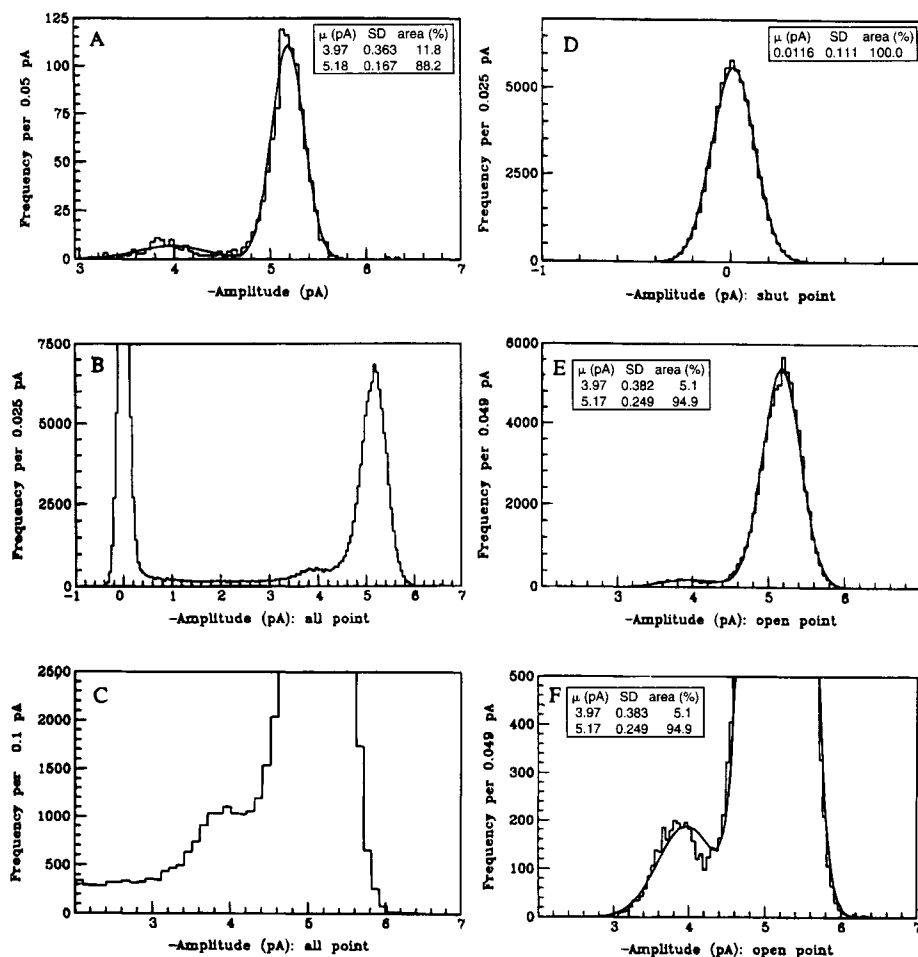 A
μ (pA) SD area (%)
3.97 0.363 11.8
5.18 0.167 88.2
Frequency per 0.05 pA
125
100
75
50
25
0
3 4 5 6 7
-Amplitude (pA)
D
μ (pA) SD area (%)
0.0116 0.111 100.0
Frequency per 0.025 pA
5000
2500
0
-1 0
-Amplitude (pA): shut point
B
Frequency per 0.025 pA
7500
5000
2500
0
-1 0 1 2 3 4 5 6 7
-Amplitude (pA): all point
E
μ (pA) SD area (%)
3.97 0.382 5.1
5.17 0.249 94.9
Frequency per 0.049 pA
6000
4000
2000
0
3 4 5 6 7
-Amplitude (pA): open point
C
Frequency per 0.1 pA
2500
2000
1500
1000
500
0
3 4 5 6 7
-Amplitude (pA): all point
F
μ (pA) SD area (%)
3.97 0.383 5.1
5.17 0.249 94.9
Frequency per 0.049 pA
500
400
300
200
100
0
3 4 5 6 7
-Amplitude (pA): open point